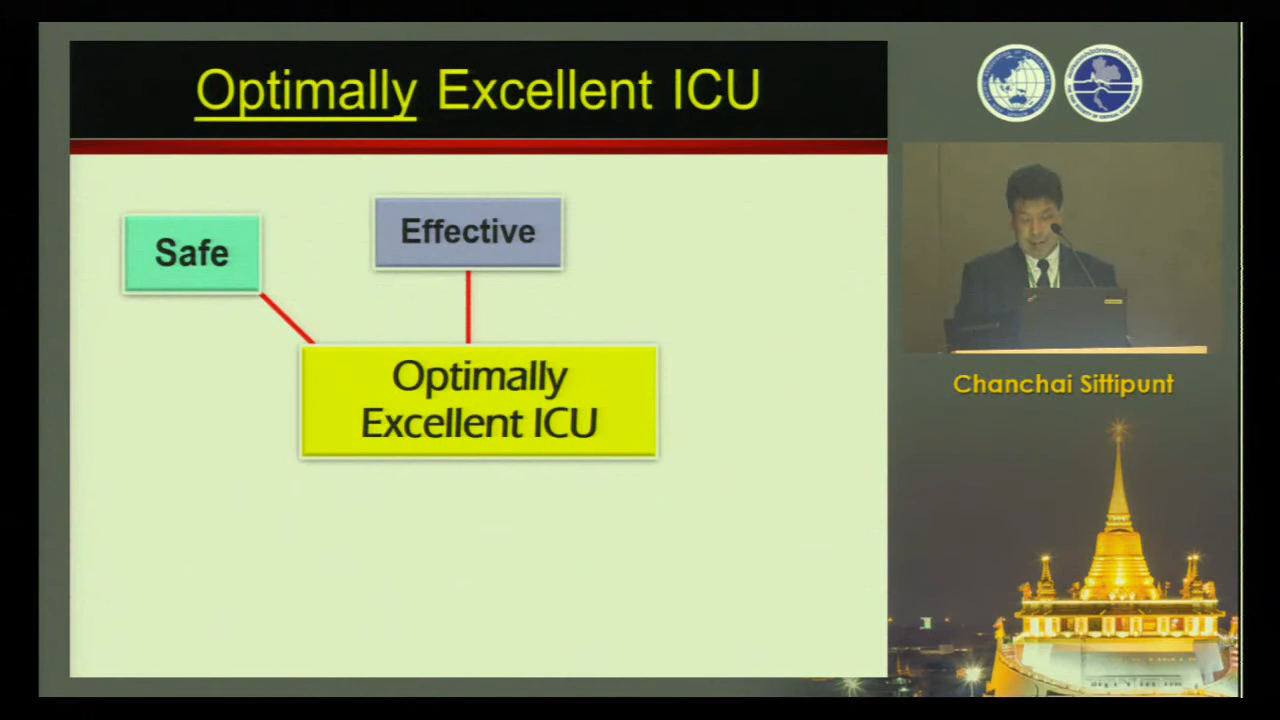 Optimally Excellent ICU
Safe
Effective
Optimally
Excellent ICU
Chanchai Sittipunt